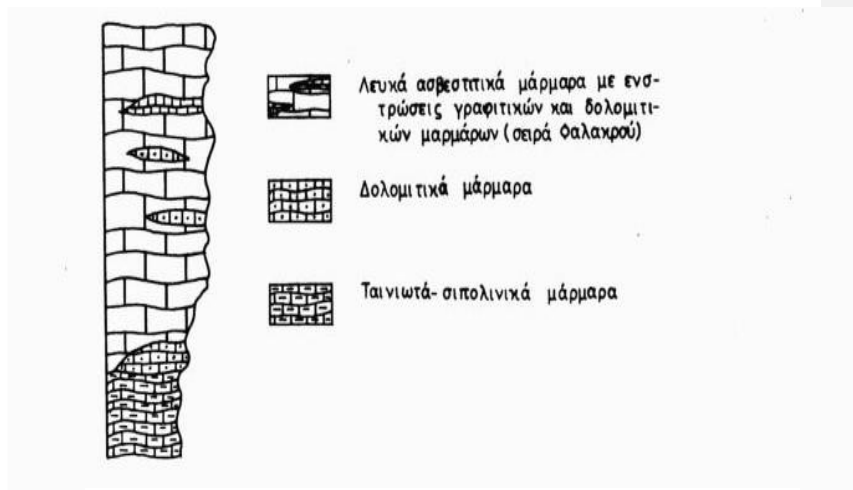 Λευκά ασβεστιτικά μάρμαρα με ενσ-
τρώσεις γραφιτικών και δολομιτι-
κών μαρμάρων (σειρά Φαλακρού)
Δολομιτικά μάρμαρα
Ταινιωτά-σιπολινικά μάρμαρα